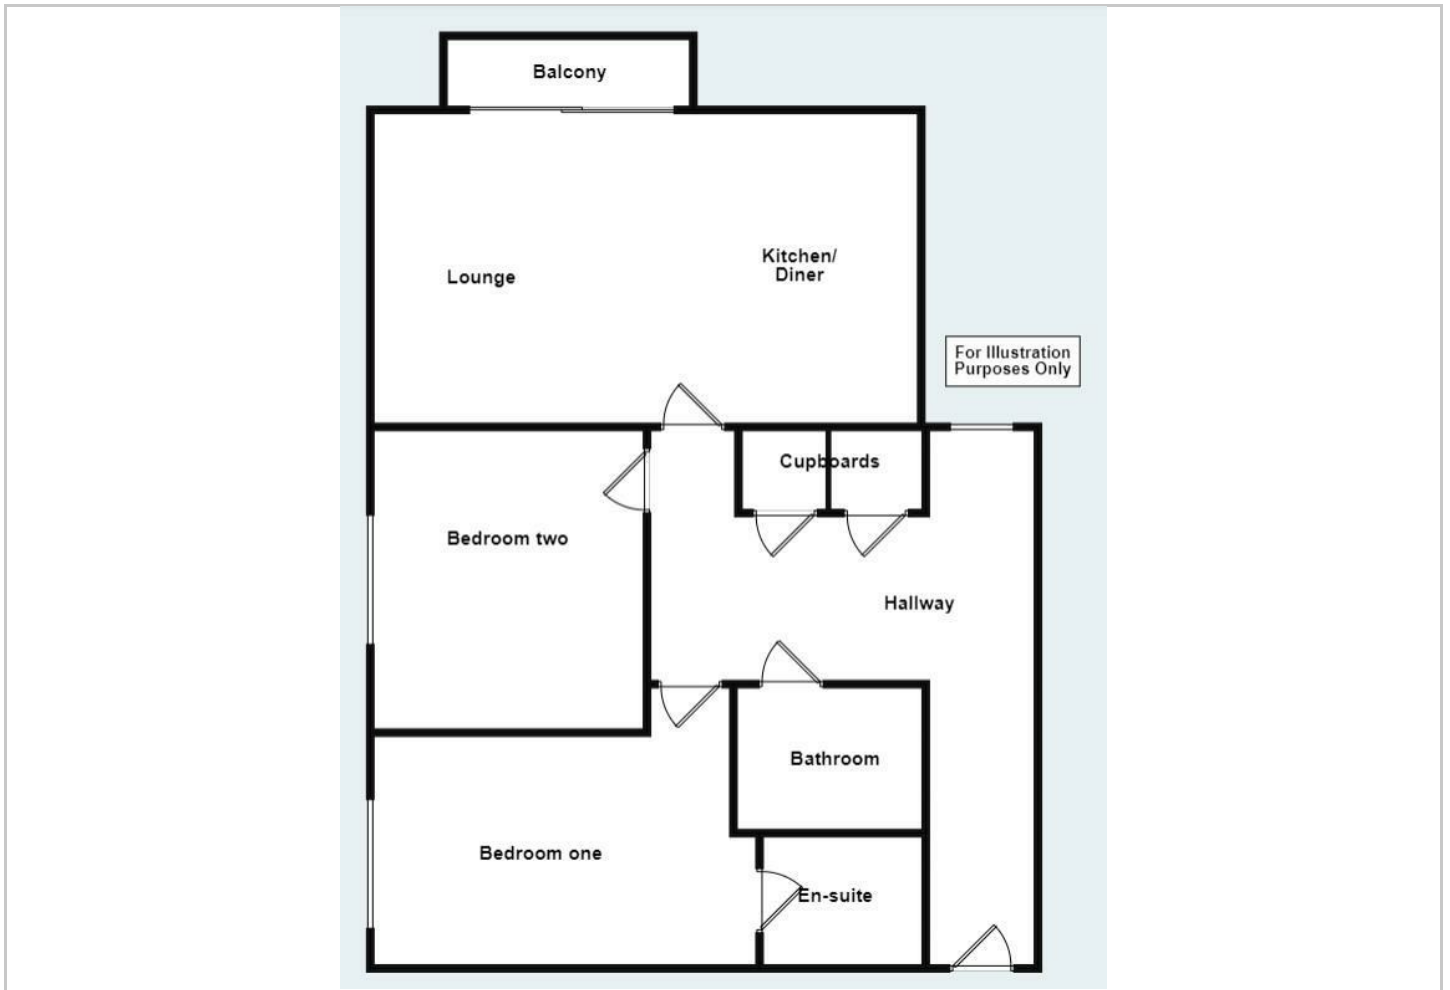 Balcony
Lounge
Kitchen/
Diner
For Illustration
Purposes Only
Cupboards
Bedroom two
Hallway
Bathroom
Bedroom one
En-suite